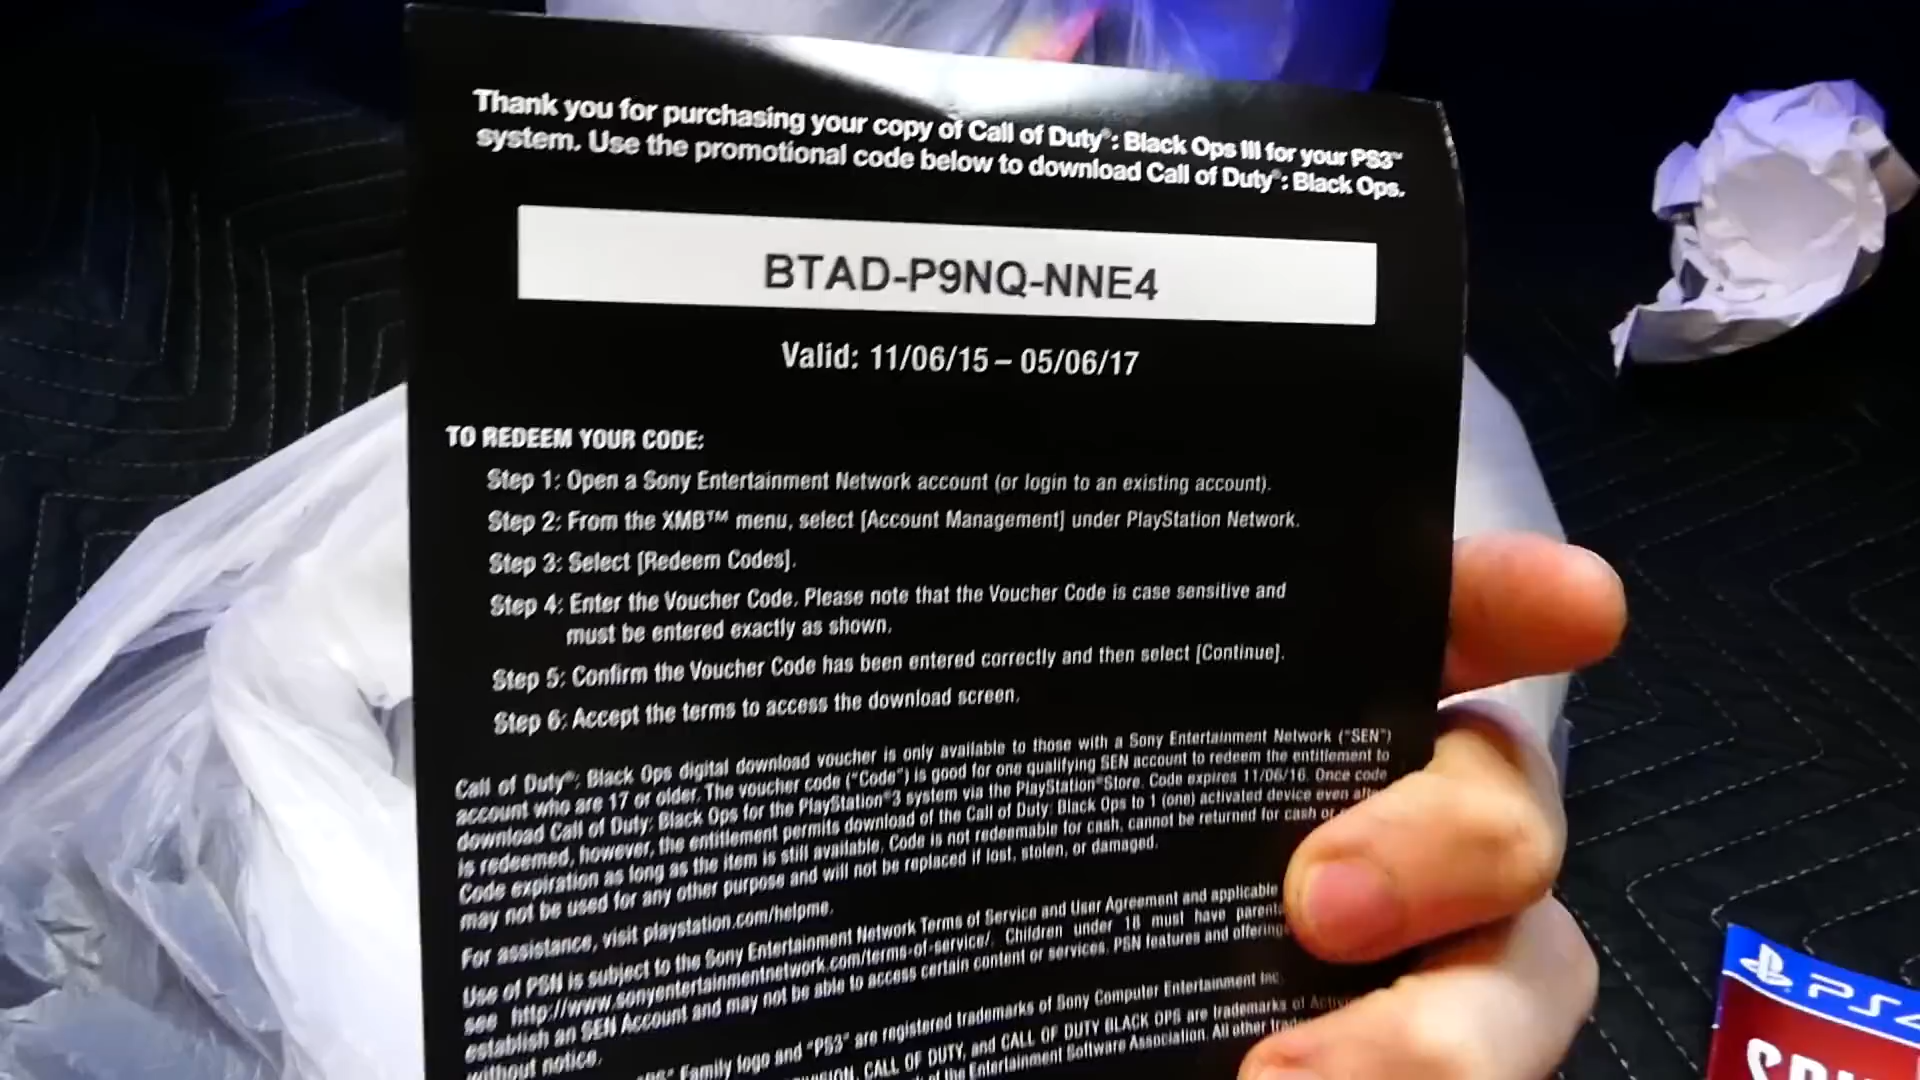 Thank you for purchasing your copy of Call of Duty®: Black Ops III for your PS3™
system. Use the promotional code below to download Call of Duty®: Black Ops.
BTAD-P9NQ-NNE4
Valid: 11/06/15 – 05/06/17
TO REDEEM YOUR CODE:
Step 1: Open a Sony Entertainment Network account (or login to an existing account).
Step 2: From the XMB™ menu, select [Account Management] under PlayStation Network.
Step 3: Select [Redeem Codes].
Step 4: Enter the Voucher Code. Please note that the Voucher Code is case sensitive and
must be entered exactly as shown.
Step 5: Confirm the Voucher Code has been entered correctly and then select [Continue].
Step 6: Accept the terms to access the download screen.
Call of Duty®: Black Ops digital download voucher is only available to those with a Sony Entertainment Network ("SEN")
account who are 17 or older. The voucher code ("Code") is good for one qualifying SEN account to redeem the entitlement to
download Call of Duty: Black Ops for the PlayStation®3 system via the PlayStation®Store. Code expires 11/06/16. Once code
is redeemed, however, the entitlement permits download of the Call of Duty: Black Ops to 1 (one) activated device even after
Code expiration as long as the item is still available. Code is not redeemable for cash, cannot be returned for cash or
may not be used for any other purpose and will not be replaced if lost, stolen, or damaged.
For assistance, visit playstation.com/helpme.
Use of PSN is subject to the Sony Entertainment Network Terms of Service and User Agreement and applicable
see http://www.sonyentertainmentnetwork.com/terms-of-service/. Children under 18 must have
establish an SEN Account and may not be able to access certain content or services. PSN features and
without notice.
Family logo and "PS3" are registered trademarks of Sony Computer Entertainment Inc.
CALL OF DUTY, and CALL OF DUTY BLACK OPS are trademarks of
of the Entertainment Software Association. All other
PS4